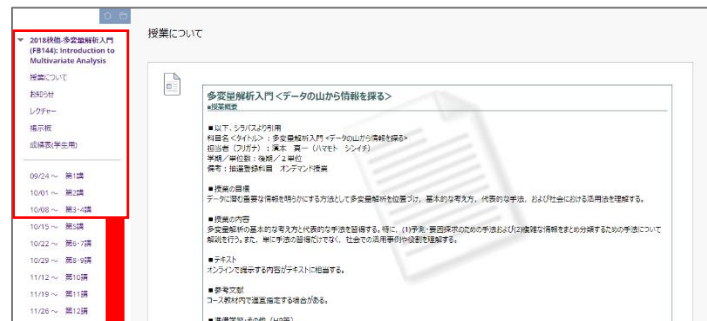 2018秋他-多変量解析入門
(FB144): Introduction to
Multivariate Analysis
授業について
お知らせ
レクチャー
掲示板
成績表(学生用)
09/24 ～ 第1講
10/01 ～ 第2講
10/08 ～ 第3-4講
10/15 ～ 第5講
10/22 ～ 第6-7講
10/29 ～ 第8-9講
11/12 ～ 第10講
11/19 ～ 第11講
11/26 ～ 第12講
授業について
多変量解析入門 <データの山から情報を探る>
■授業概要
■以下、シラバスより引用
科目名<タイトル>：多変量解析入門 <データの山から情報を探る>
担当者（フリガナ）：濱本 真一（ハマモト シンイチ）
学期／単位数：後期／2単位
備考：抽選登録科目 オンデマンド授業
■授業の目標
データに潜む重要な情報を明らかにする方法として多変量解析を位置づけ、基本的な考え方、代表的な手法、および社会における活用法を理解する。
■授業の内容
多変量解析の基本的な考え方と代表的な手法を習得する。特に、(1)予測・要因探求のための手法および(2)複雑な情報をまとめ分類するための手法について
解説を行う。また、単に手法の習得だけでなく、社会での活用事例や役割を理解する。
■テキスト
オンラインで提示する内容がテキストに相当する。
■参考文献
コース教材内で適宜指定する場合がある。